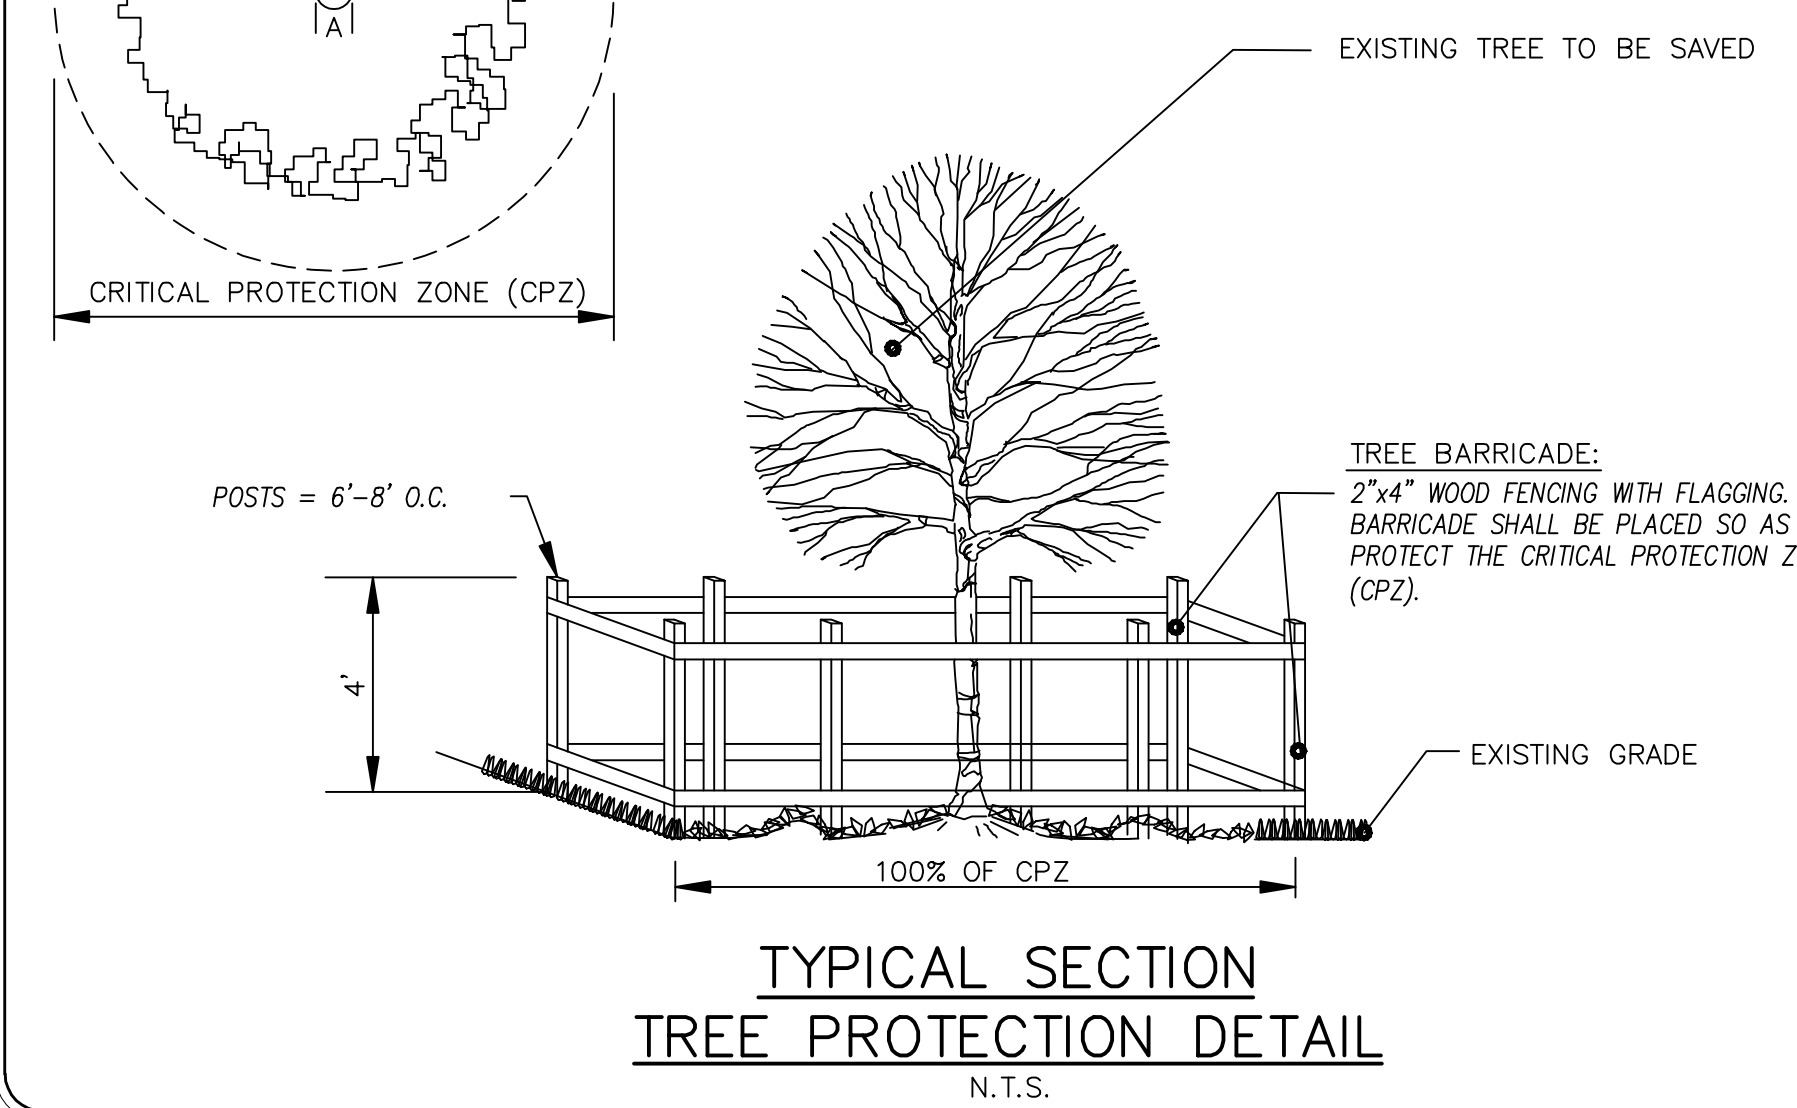 A
EXISTING TREE TO BE SAVED
CRITICAL PROTECTION ZONE (CPZ)
TREE BARRICADE:
2"x4" WOOD FENCING WITH FLAGGING.
BARRICADE SHALL BE PLACED SO AS
PROTECT THE CRITICAL PROTECTION Z
(CPZ).
POSTS = 6'-8' O.C.
4'
EXISTING GRADE
100% OF CPZ
TYPICAL SECTION
TREE PROTECTION DETAIL
N.T.S.